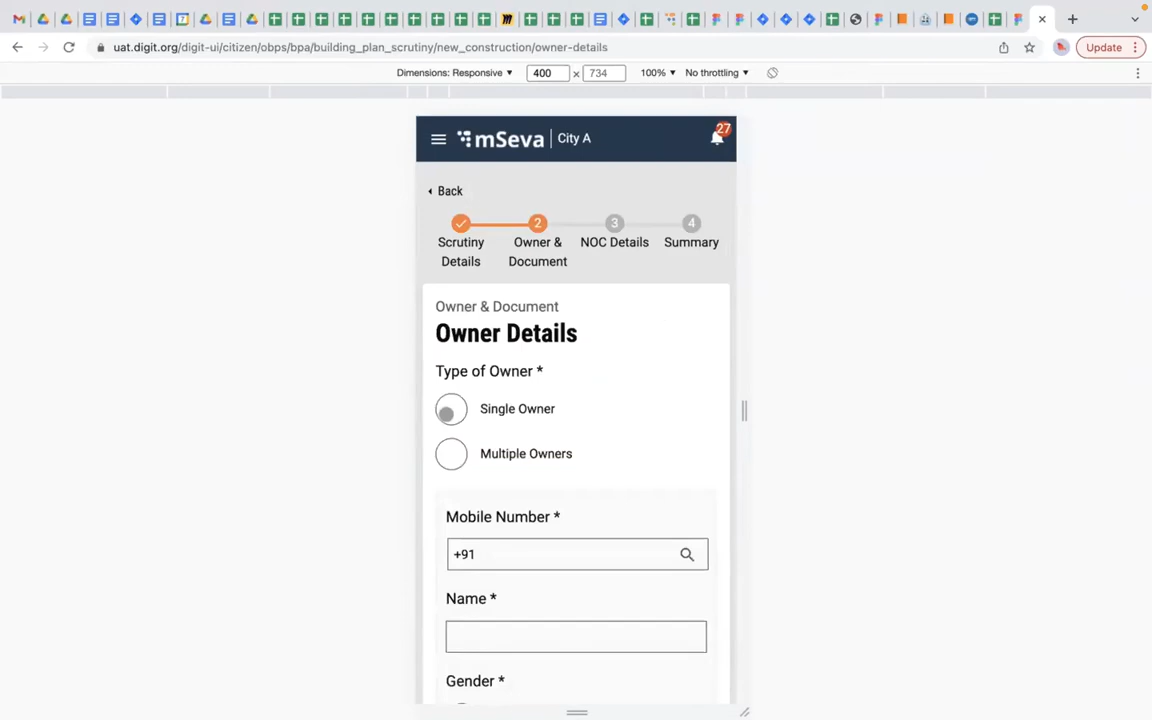 uat.digit.org/digit-ui/citizen/obps/bpa/building_plan_scrutiny/new_construction/owner-details
Update
Dimensions: Responsive ▼ 400 × 734 100% ▼ No throttling ▼
mSeva | City A
27
Back
2 3 4
Scrutiny Details
Owner & Document
NOC Details
Summary
Owner & Document
Owner Details
Type of Owner *
Single Owner
Multiple Owners
Mobile Number *
+91
Name *
Gender *